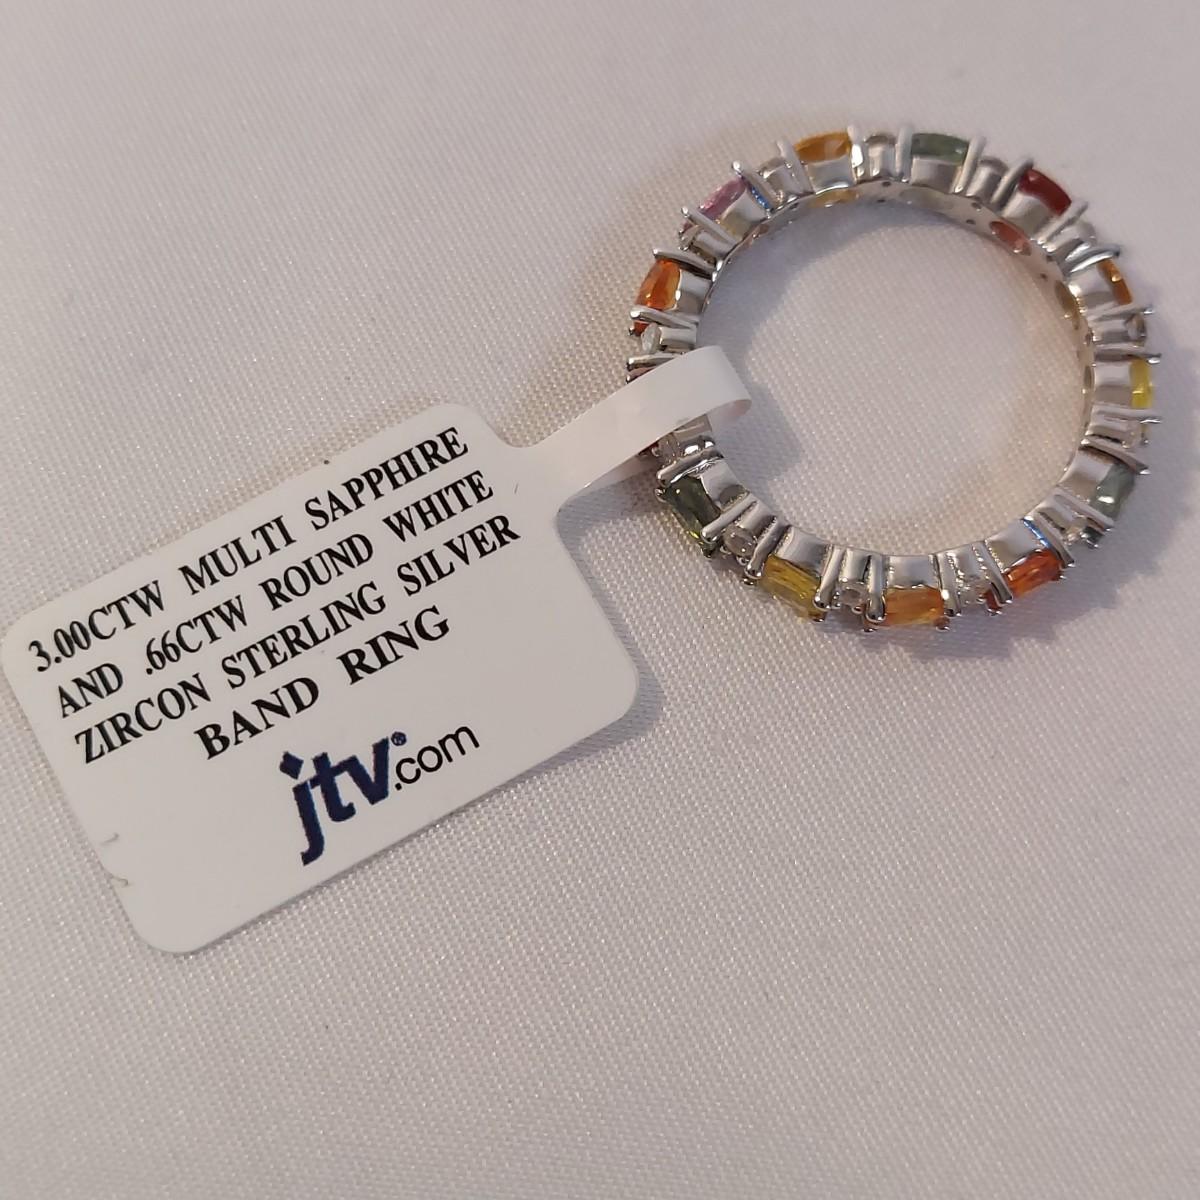 3.00CTW MULTI SAPPHIRE
AND .66CTW ROUND WHITE
ZIRCON STERLING SILVER
BAND RING
jtv®.com